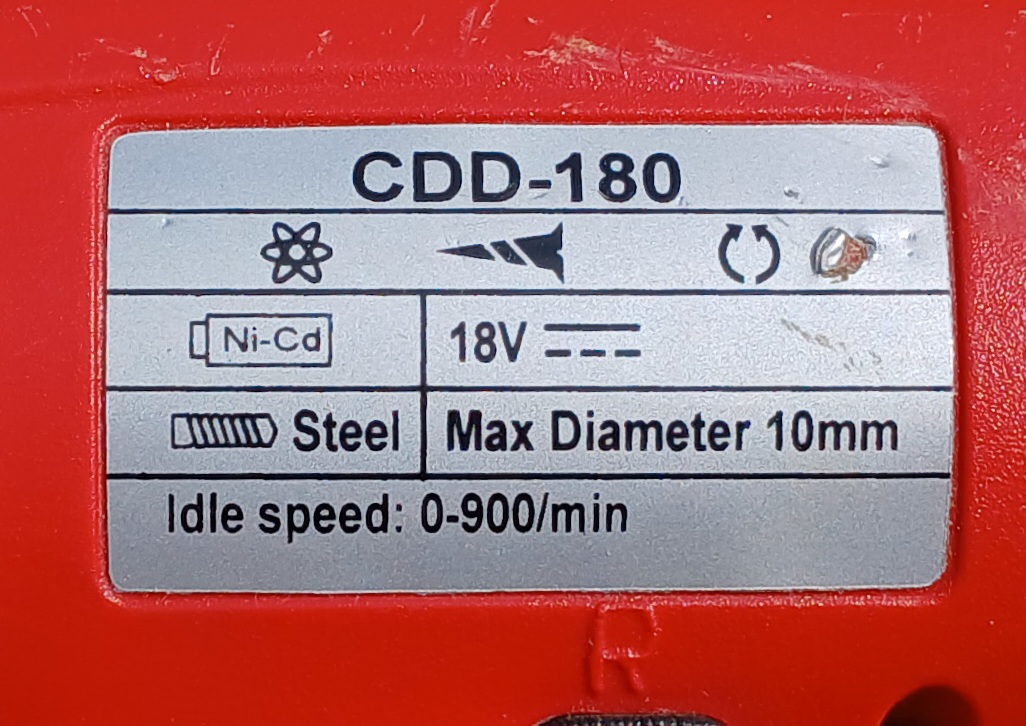 CDD-180
Ni-Cd 18V
Steel Max Diameter 10mm
Idle speed: 0-900/min
R